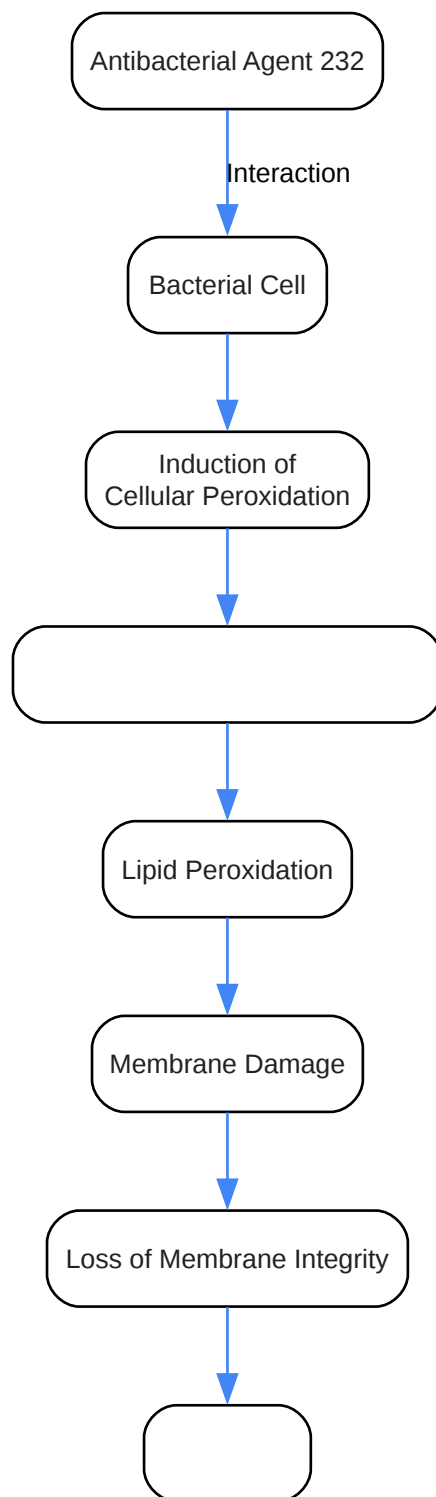 Antibacterial Agent 232
Interaction
Bacterial Cell
Induction of
Cellular Peroxidation
Lipid Peroxidation
Membrane Damage
Loss of Membrane Integrity